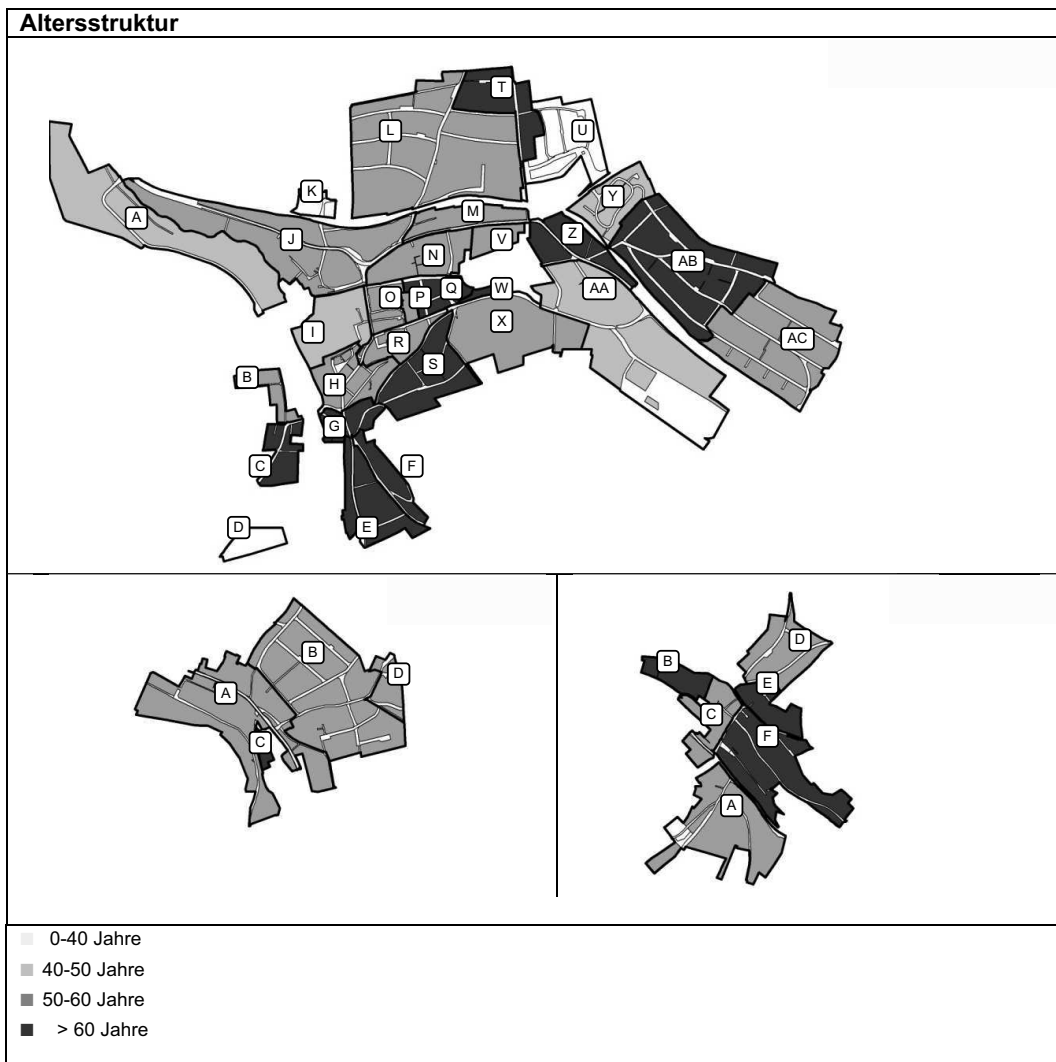 Altersstruktur
T
L
U
K
Y
A
M
J
Z
V
N
AB
Q
W
AA
O
P
I
X
R
AC
S
B
H
G
C
F
D
E
B
D
A
C
D
B
E
C
F
A
0-40 Jahre
40-50 Jahre
50-60 Jahre
> 60 Jahre